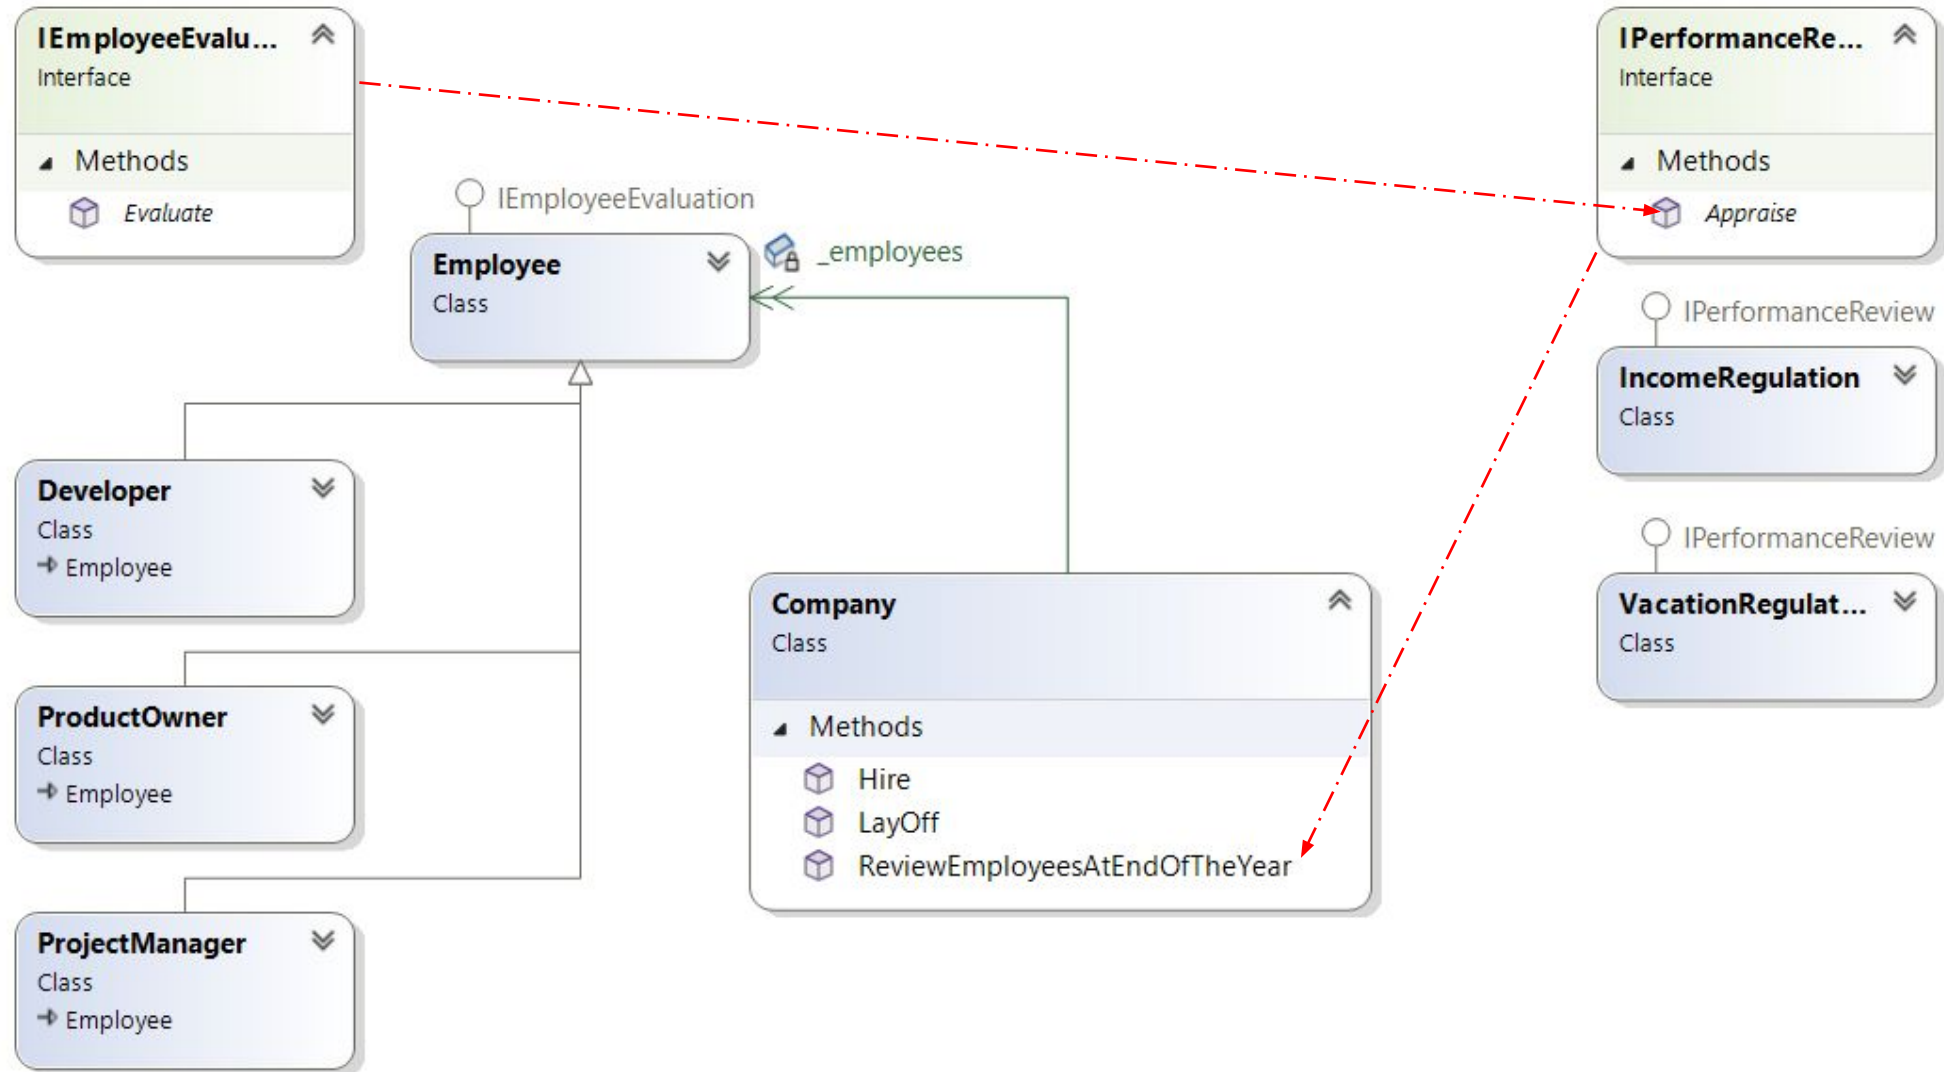 IEmployeeEvalu...
Interface
Methods
Evaluate
IPerformanceRe...
Interface
Methods
Appraise
IEmployeeEvaluation
Employee
Class
_employees
IPerformanceReview
IncomeRegulation
Class
IPerformanceReview
VacationRegulat...
Class
Developer
Class
Employee
ProductOwner
Class
Employee
ProjectManager
Class
Employee
Company
Class
Methods
Hire
LayOff
ReviewEmployeesAtEndOfTheYear